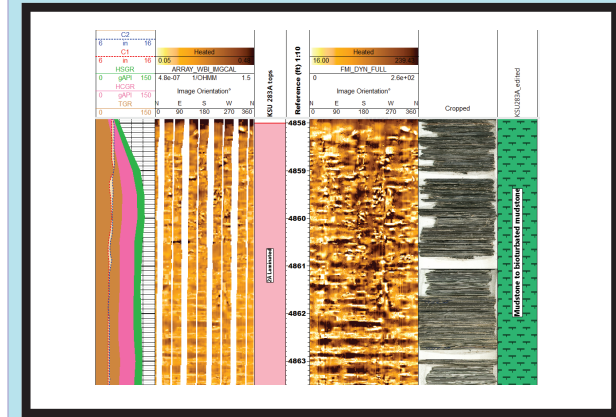 C2
6 in 16
C1
6 in 16
HSGR
0 gAPI 150
HCGR
0 gAPI 150
TGR
0 150
Heated
0.05
ARRAY_WBI_IMGCAL
4.8e-07 1/OHMM 1.5
Image Orientation°
N E S W N
0 90 180 270 360
KSU 283A tops
Reference (ft) 1:10
Heated
16.00
FMI_DYN_FULL
0 2.6e+02
Image Orientation°
N E S W N
0 90 180 270 360
Cropped
KSU283A_edited
4858
4859
4860
4861
4862
4863
Laminated
Mudstone to bioturbated mudstone